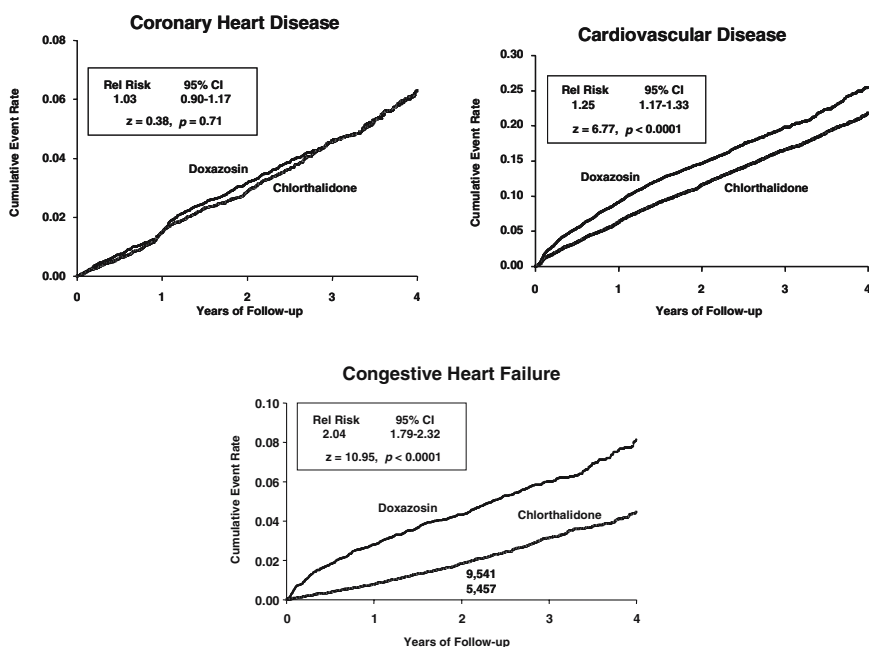 Coronary Heart Disease
0.08
0.06
0.04
0.02
0.00
Cumulative Event Rate
Rel Risk 95% CI
1.03 0.90-1.17
z = 0.38, p = 0.71
Doxazosin
Chlorthalidone
0 1 2 3 4
Years of Follow-up
Cardiovascular Disease
0.30
0.25
0.20
0.15
0.10
0.05
0.00
Cumulative Event Rate
Rel Risk 95% CI
1.25 1.17-1.33
z = 6.77, p < 0.0001
Doxazosin
Chlorthalidone
0 1 2 3 4
Years of Follow-up
Congestive Heart Failure
0.10
0.08
0.06
0.04
0.02
0.00
Cumulative Event Rate
Rel Risk 95% CI
2.04 1.79-2.32
z = 10.95, p < 0.0001
Doxazosin
Chlorthalidone
9,541
5,457
0 1 2 3 4
Years of Follow-up